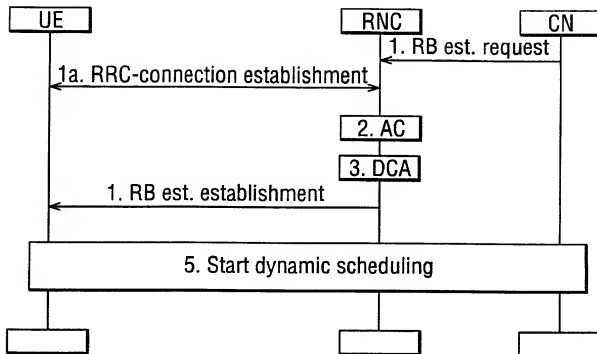 UE
RNC
CN
1. RB est. request
1a. RRC-connection establishment
2. AC
3. DCA
1. RB est. establishment
5. Start dynamic scheduling